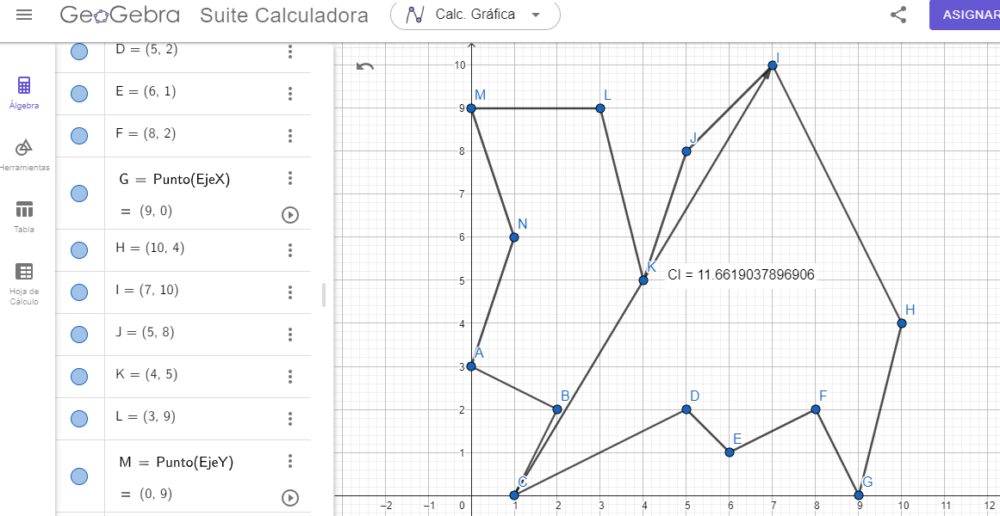 GeoGebra Suite Calculadora Calc. Gráfica ASIGNAR
Álgebra
Herramientas
Tabla
Hoja de
Cálculo
D = (5, 2)
E = (6, 1)
F = (8, 2)
G = Punto(EjeX)
= (9, 0)
H = (10, 4)
I = (7, 10)
J = (5, 8)
K = (4, 5)
L = (3, 9)
M = Punto(EjeY)
= (0, 9)
I
10
M
L
9
J
8
7
N
6
K
CI = 11.6619037896906
5
H
4
A
3
B
D
F
2
E
1
C
G
−2 −1 0 1 2 3 4 5 6 7 8 9 10 11 12